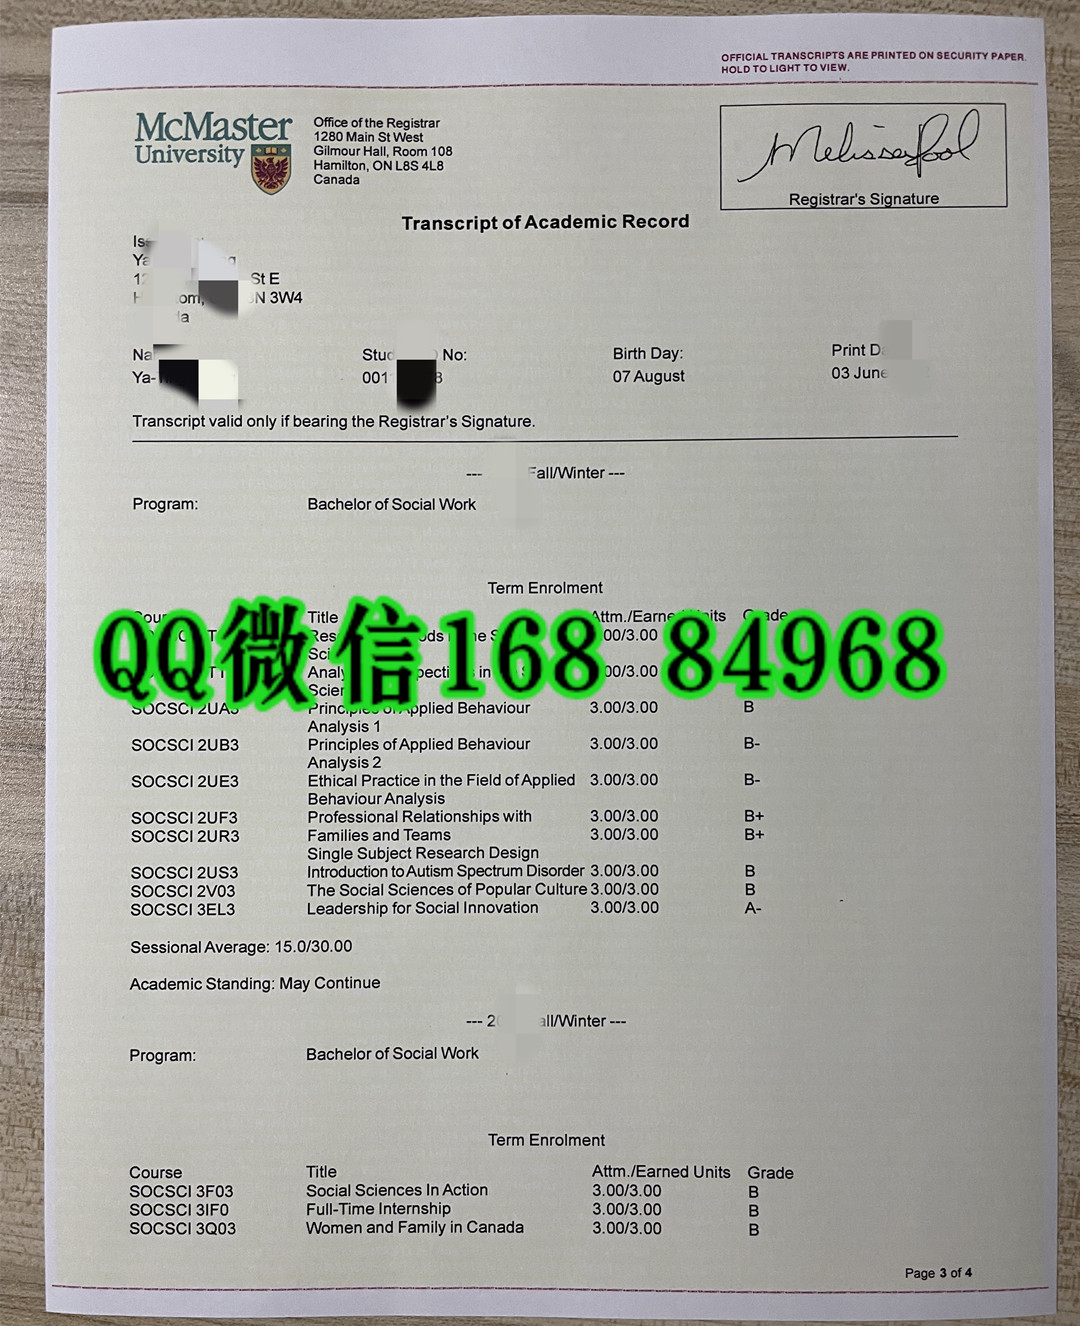 OFFICIAL TRANSCRIPTS ARE PRINTED ON SECURITY PAPER.
HOLD TO LIGHT TO VIEW.
McMaster
University
Office of the Registrar
1280 Main St West
Gilmour Hall, Room 108
Hamilton, ON L8S 4L8
Canada
Registrar's Signature
Transcript of Academic Record
St E
3W4
No:
Birth Day:
Print
07 August
03 June
Transcript valid only if bearing the Registrar's Signature.
--- Fall/Winter ---
Program: Bachelor of Social Work
Term Enrolment
Title Attm./Earned Units Grade
QQ微信168 84968
SOCSCI 2UA3 Principles of Applied Behaviour 3.00/3.00 B
Analysis 1
SOCSCI 2UB3 Principles of Applied Behaviour 3.00/3.00 B-
Analysis 2
SOCSCI 2UE3 Ethical Practice in the Field of Applied 3.00/3.00 B-
Behaviour Analysis
SOCSCI 2UF3 Professional Relationships with 3.00/3.00 B+
SOCSCI 2UR3 Families and Teams 3.00/3.00 B+
Single Subject Research Design
SOCSCI 2US3 Introduction to Autism Spectrum Disorder 3.00/3.00 B
SOCSCI 2V03 The Social Sciences of Popular Culture 3.00/3.00 B
SOCSCI 3EL3 Leadership for Social Innovation 3.00/3.00 A-
Sessional Average: 15.0/30.00
Academic Standing: May Continue
--- Fall/Winter ---
Program: Bachelor of Social Work
Term Enrolment
Course Title Attm./Earned Units Grade
SOCSCI 3F03 Social Sciences In Action 3.00/3.00 B
SOCSCI 3IF0 Full-Time Internship 3.00/3.00 B
SOCSCI 3Q03 Women and Family in Canada 3.00/3.00 B
Page 3 of 4